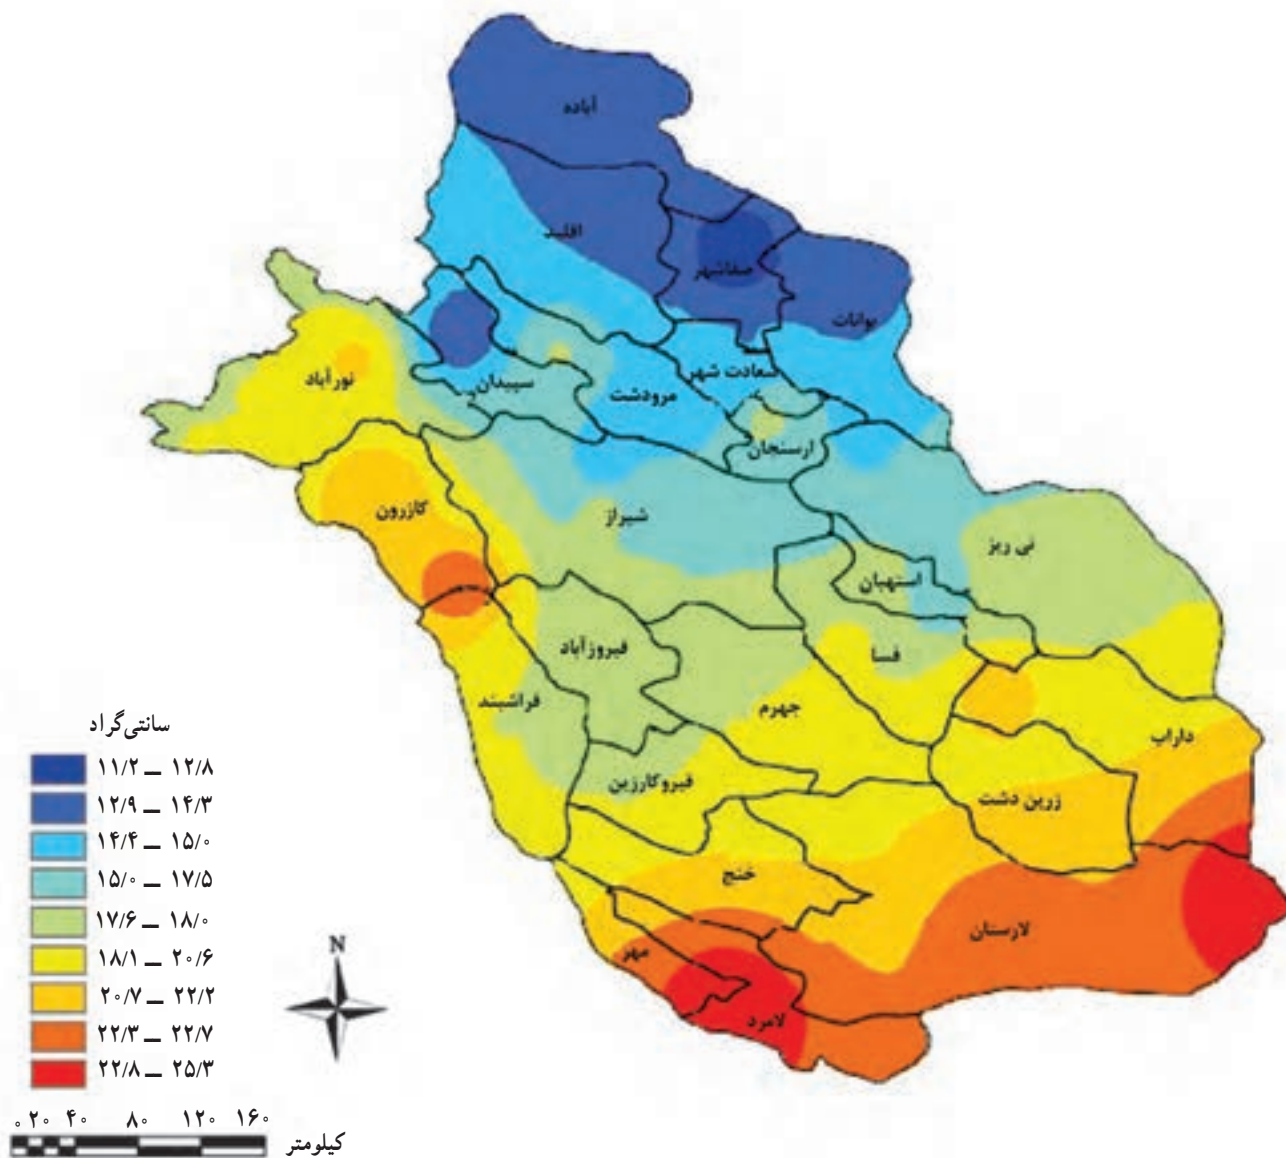 آباده
اقلید
صفاشهر
بوانات
سعادت شهر
نورآباد
سپیدان
مرودشت
ارسنجان
کازرون
شیراز
نی ریز
استهبان
فیروزآباد
فسا
فراشبند
جهرم
داراب
فیروکارزین
زرین دشت
خنج
لارستان
مهر
لامرد
سانتی‌گراد
۱۱/۲ – ۱۲/۸
۱۲/۹ – ۱۴/۳
۱۴/۴ – ۱۵/۰
۱۵/۰ – ۱۷/۵
۱۷/۶ – ۱۸/۰
۱۸/۱ – ۲۰/۶
۲۰/۷ – ۲۲/۲
۲۲/۳ – ۲۲/۷
۲۲/۸ – ۲۵/۳
N
۰ ۲۰ ۴۰ ۸۰ ۱۲۰ ۱۶۰
کیلومتر